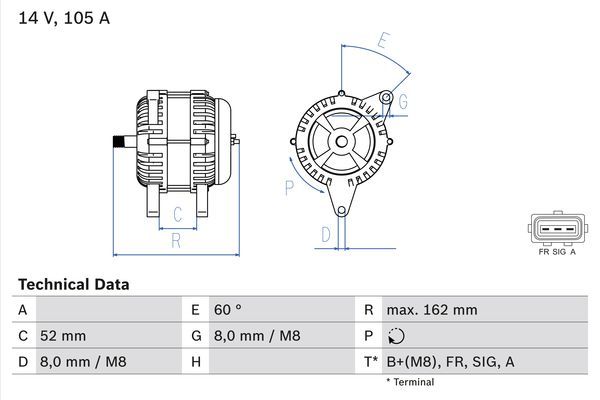 14 V, 105 A
E
G
P
C
D
R
FR SIG A
Technical Data
A E 60 ° R max. 162 mm
C 52 mm G 8,0 mm / M8 P
D 8,0 mm / M8 H T* B+(M8), FR, SIG, A
* Terminal